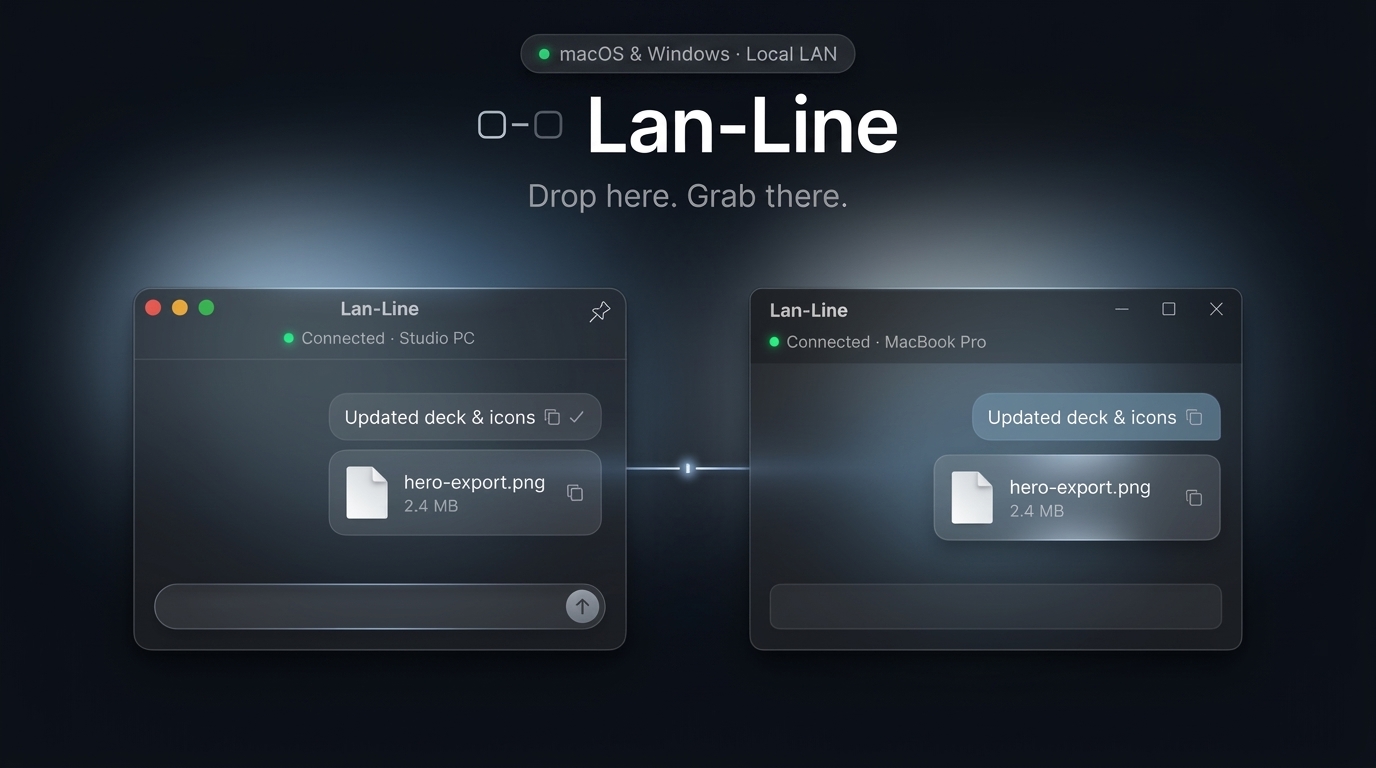 macOS & Windows · Local LAN
Lan-Line
Drop here. Grab there.
Lan-Line
Connected · Studio PC
Updated deck & icons
hero-export.png
2.4 MB
Lan-Line
Connected · MacBook Pro
Updated deck & icons
hero-export.png
2.4 MB